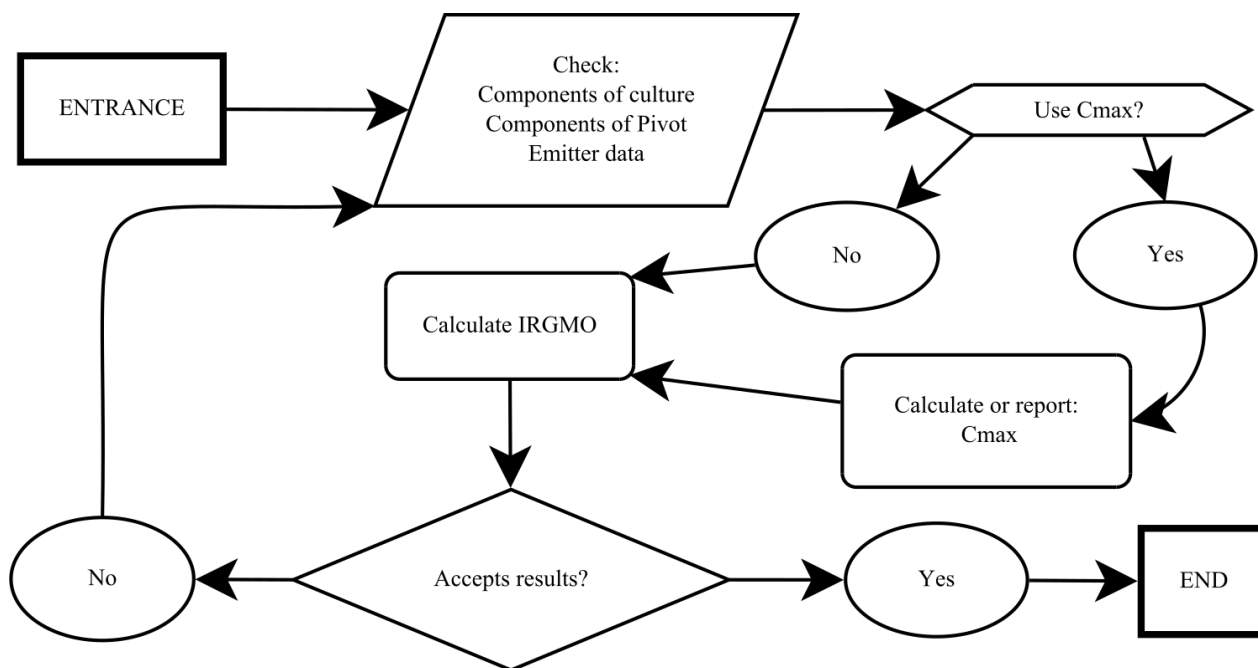 ENTRANCE
Check:
Components of culture
Components of Pivot
Emitter data
Use Cmax?
No
Yes
Calculate IRGMO
Calculate or report:
Cmax
No
Accepts results?
Yes
END